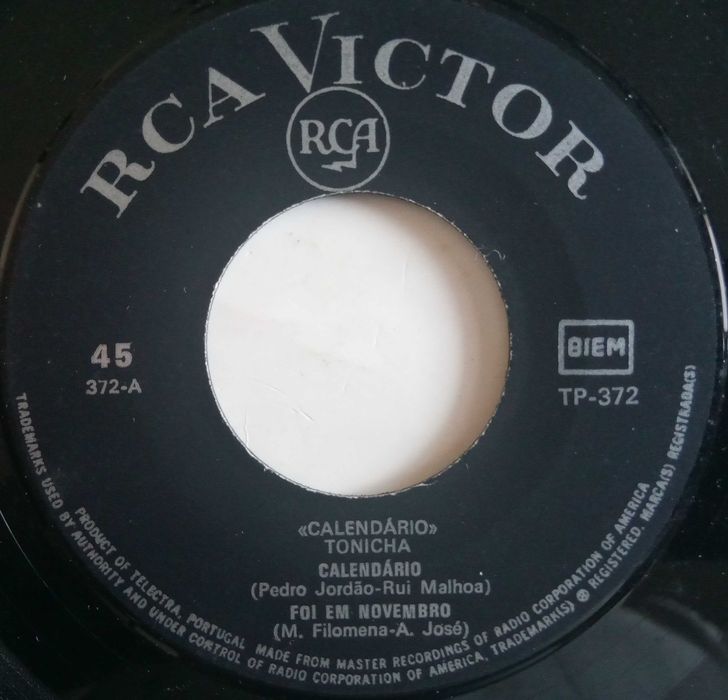 RCA VICTOR
RCA
45
372-A
BIEM
TP-372
«CALENDÁRIO»
TONICHA
CALENDÁRIO
(Pedro Jordão-Rui Malhoa)
FOI EM NOVEMBRO
(M. Filomena-A. José)
PRODUCT OF TELECTRA, PORTUGAL MADE FROM MASTER RECORDINGS OF RADIO CORPORATION OF AMERICA
TRADEMARKS USED BY AUTHORITY AND UNDER CONTROL OF RADIO CORPORATION OF AMERICA, TRADEMARK(S) ® REGISTERED. MARCA(S) REGISTRADA(S)